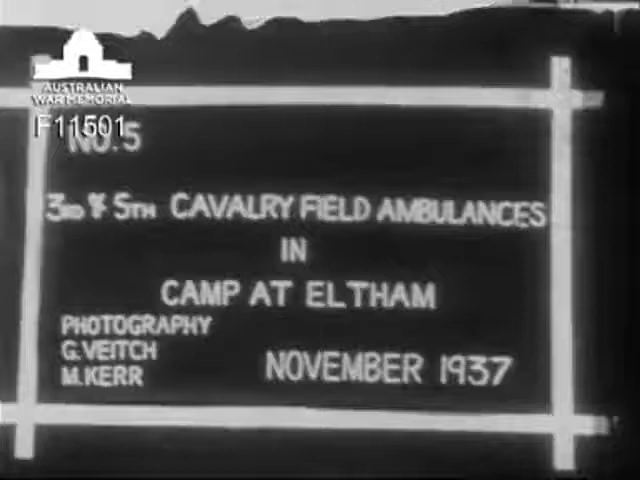 AUSTRALIAN
WAR MEMORIAL
F11501
NO.5
3RD & 5TH CAVALRY FIELD AMBULANCES
IN
CAMP AT ELTHAM
PHOTOGRAPHY
G.VEITCH
M.KERR
NOVEMBER 1937